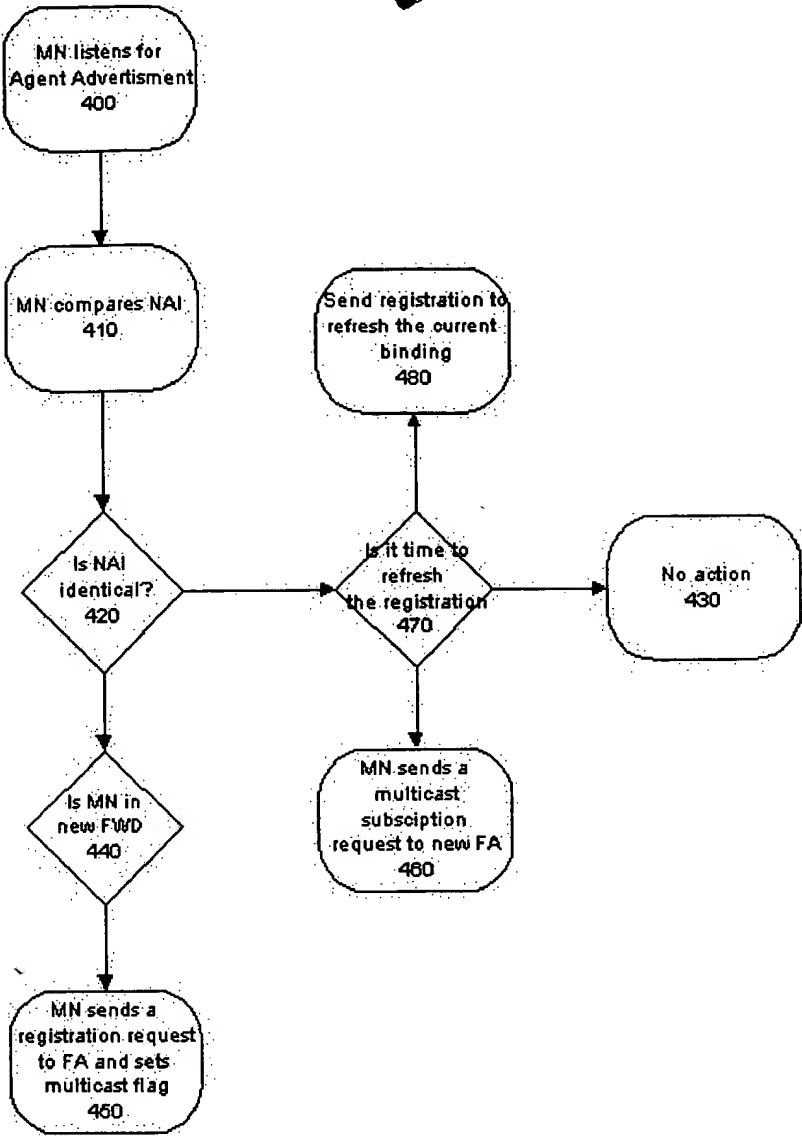 MN listens for
Agent Advertisment
400
MN compares NAI
410
Send registration to
refresh the current
binding
480
Is NAI
identical?
420
Is it time to
refresh
the registration
470
No action
430
Is MN in
new FWD
440
MN sends a
multicast
subsciption
request to new FA
460
MN sends a
registration request
to FA and sets
multicast flag
450